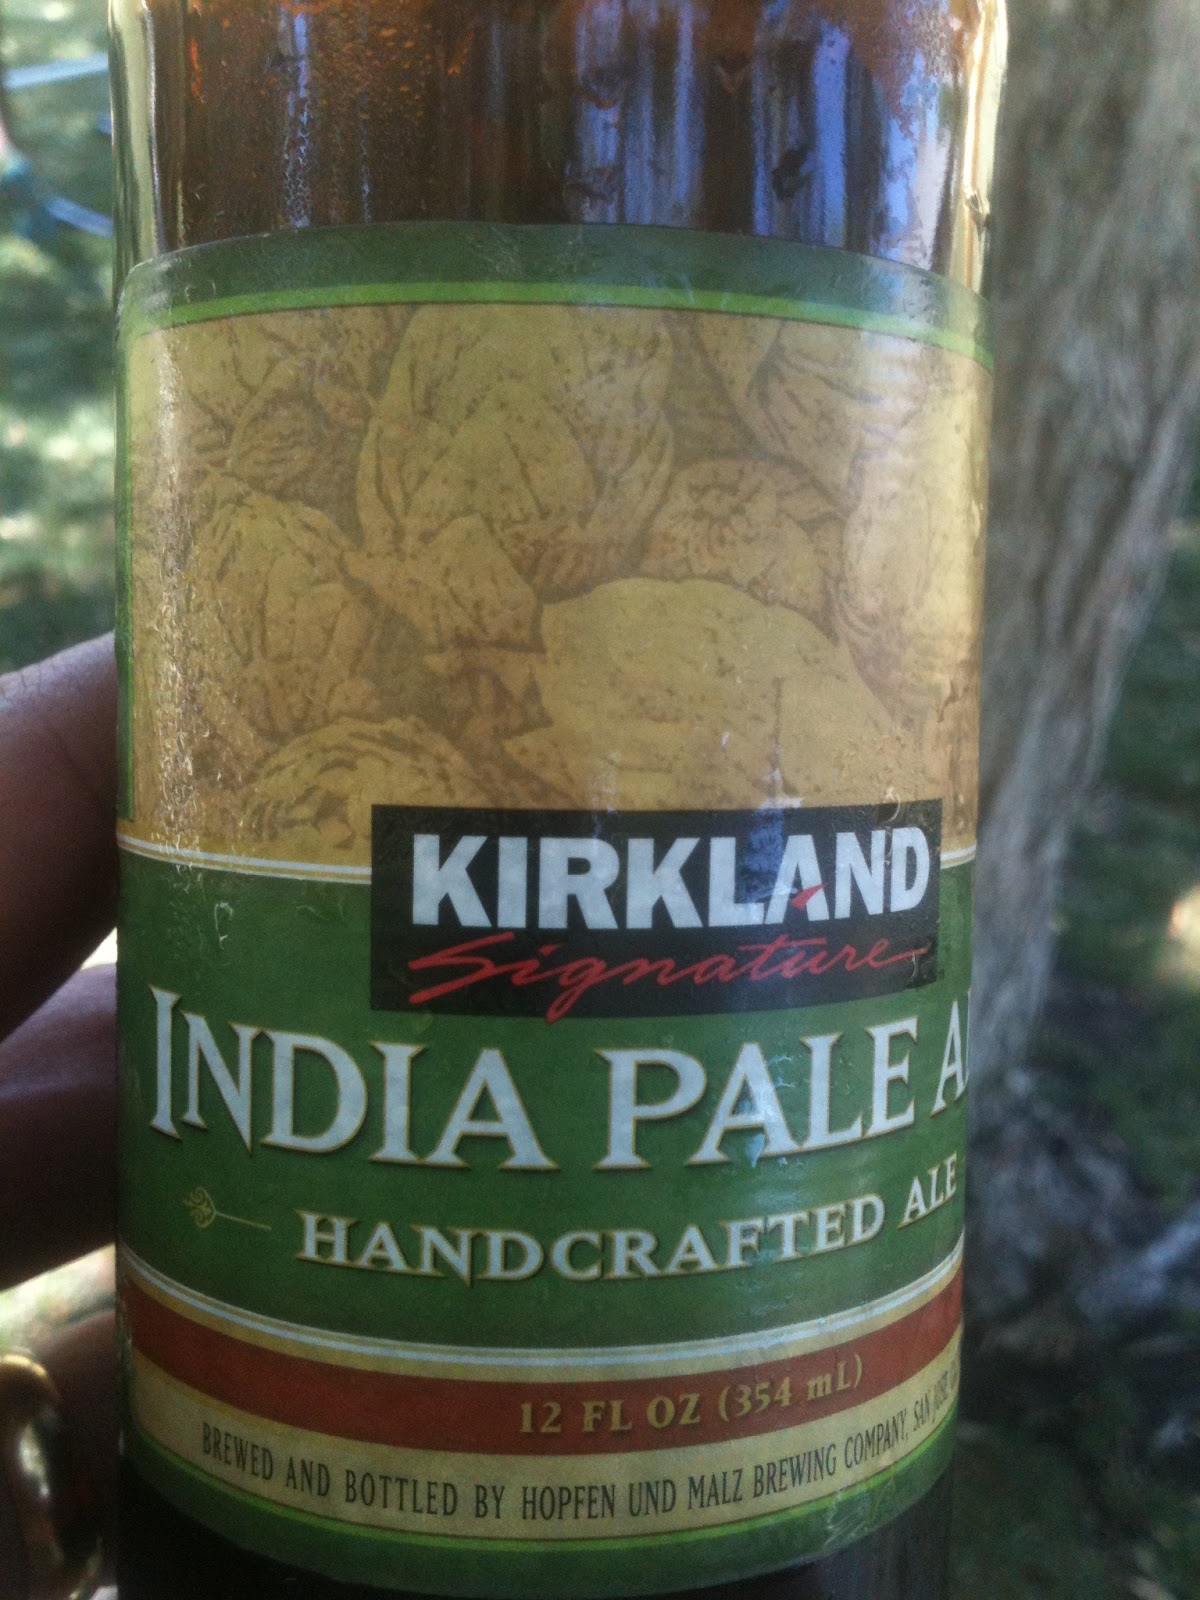 KIRKLAND
Signature
INDIA PALE
HANDCRAFTED ALE
12 FL OZ (354 mL)
BREWED AND BOTTLED BY HOPFEN UND MALZ BREWING COMPANY, SAN